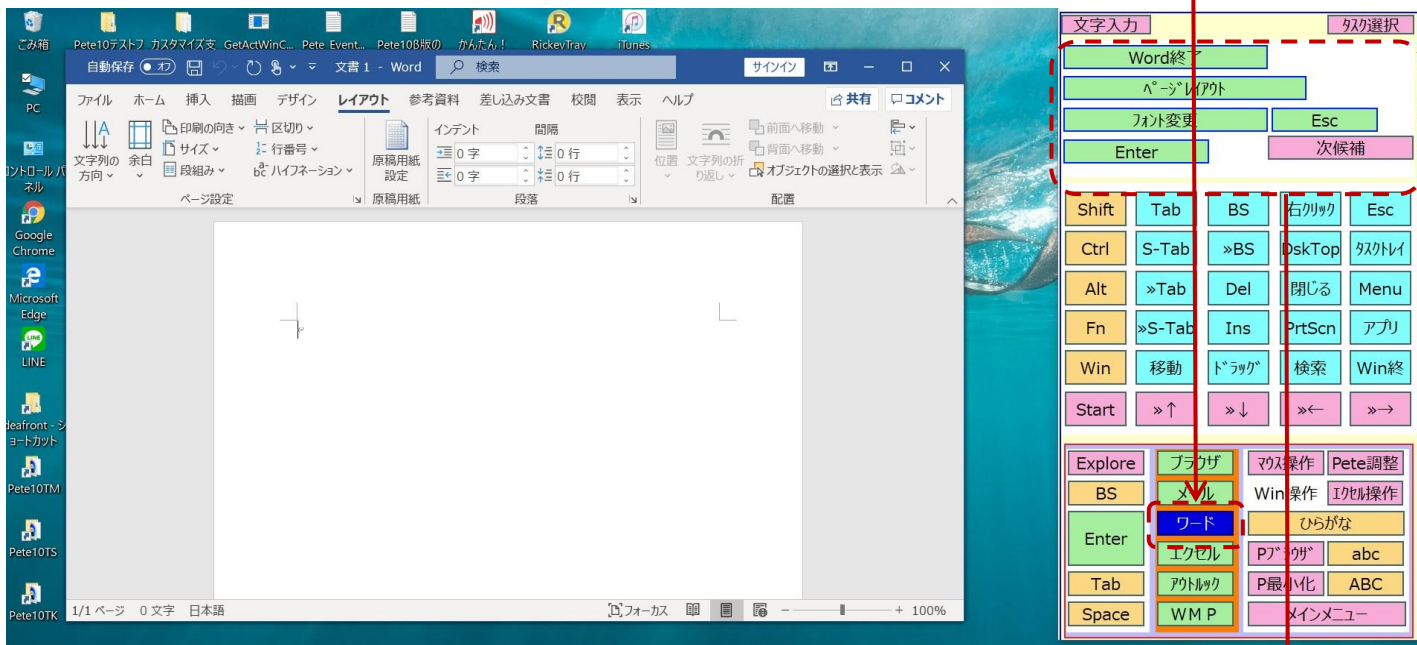 ごみ箱
Pete10テストフ カスタマイズ支 GetActWinC... Pete Event... Pete10β版の かんたん！ RickeyTray iTunes
PC
コントロール パネル
Google Chrome
Microsoft Edge
LINE
ideafront - ショートカット
Pete10TM
Pete10TS
Pete10TK
自動保存 オフ 文書 1 - Word 検索 サインイン
ファイル ホーム 挿入 描画 デザイン レイアウト 参考資料 差し込み文書 校閲 表示 ヘルプ 共有 コメント
文字列の方向 余白 印刷の向き サイズ 段組み 区切り 行番号 ハイフネーション
ページ設定
原稿用紙設定
原稿用紙
インデント 間隔
0 字 0 行
0 字 0 行
段落
位置 文字列の折り返し 前面へ移動 背面へ移動 オブジェクトの選択と表示
配置
1/1 ページ 0 文字 日本語 フォーカス 100%
文字入力 ﾀｽｸ選択
Word終了
ﾍﾟｰｼﾞﾚｲｱｳﾄ
ﾌｫﾝﾄ変更 Esc
Enter 次候補
Shift Tab BS 右ｸﾘｯｸ Esc
Ctrl S-Tab »BS DskTop ﾀｽｸﾄﾚｲ
Alt »Tab Del 閉じる Menu
Fn »S-Tab Ins PrtScn アプリ
Win 移動 ﾄﾞﾗｯｸﾞ 検索 Win終
Start »↑ »↓ »← »→
Explore ブラウザ ﾏｳｽ操作 Pete調整
BS メール Win操作 ｴｸｾﾙ操作
Enter ワード ひらがな
エクセル Pﾌﾞﾗｳｻﾞ abc
Tab ｱｳﾄﾙｯｸ P最小化 ABC
Space WMP メインメニュー